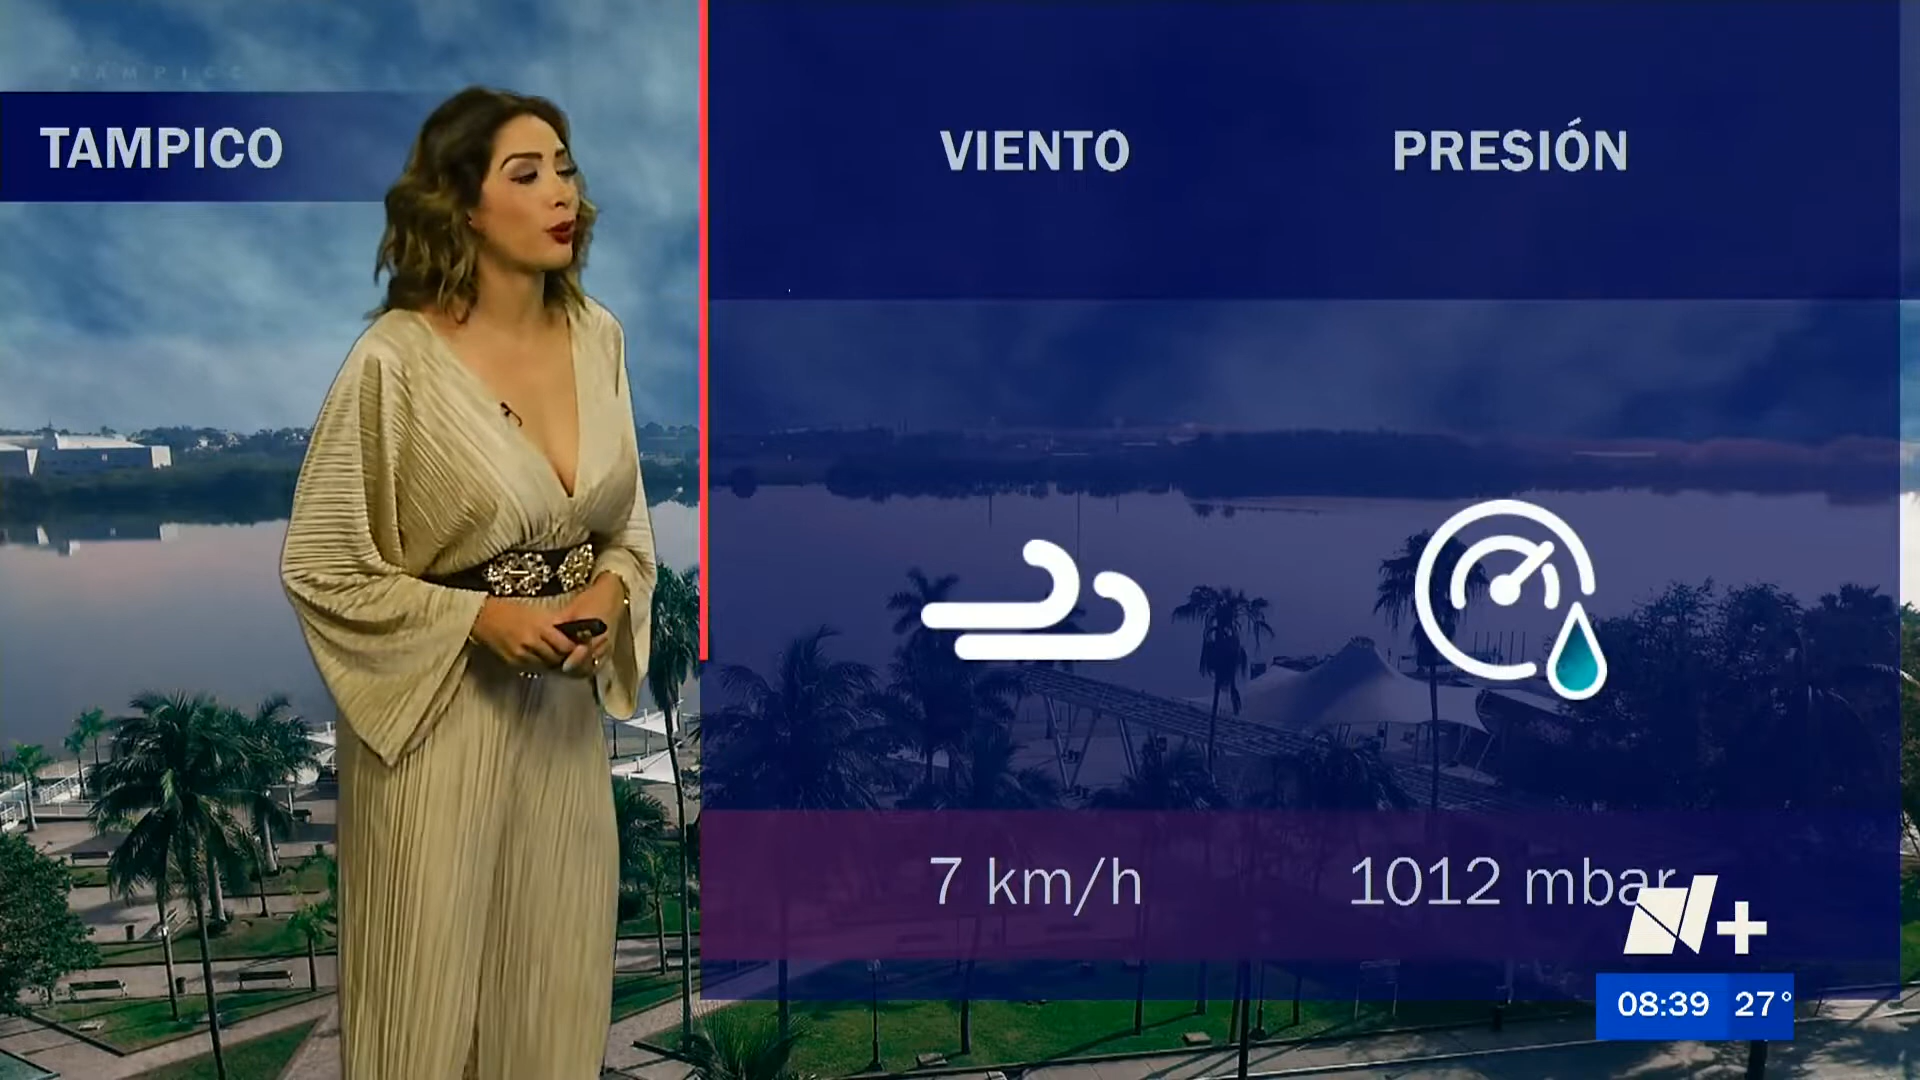 TAMPICO
VIENTO
PRESIÓN
7 km/h
1012 mbar
N+
08:39 27°